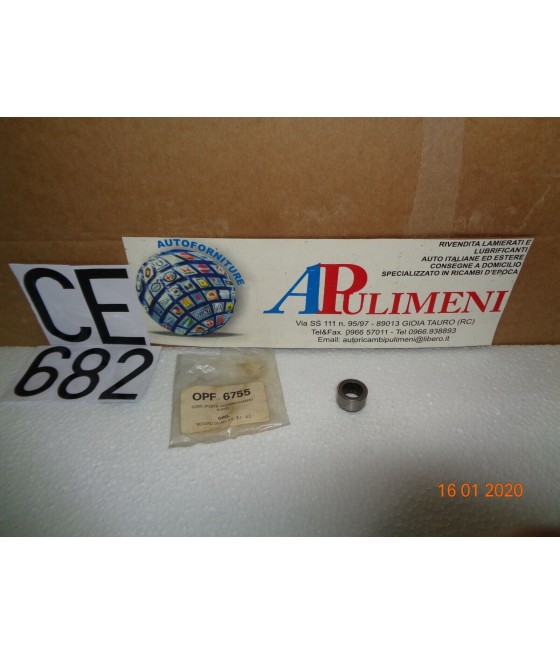 AUTOFORNITURE
APULIMENI
RIVENDITA LAMIERATI E
LUBRIFICANTI
AUTO ITALIANE ED ESTERE
CONSEGNE A DOMICILIO
SPECIALIZZATO IN RICAMBI D'EPOCA
Via SS 111 n. 95/97 - 89013 GIOIA TAURO (RC)
Tel&Fax. 0966 57011 - Tel 0966.938893
Email: autoricambipulimeni@libero.it
CE
682
OPF. 6755
OPEL
16 01 2020